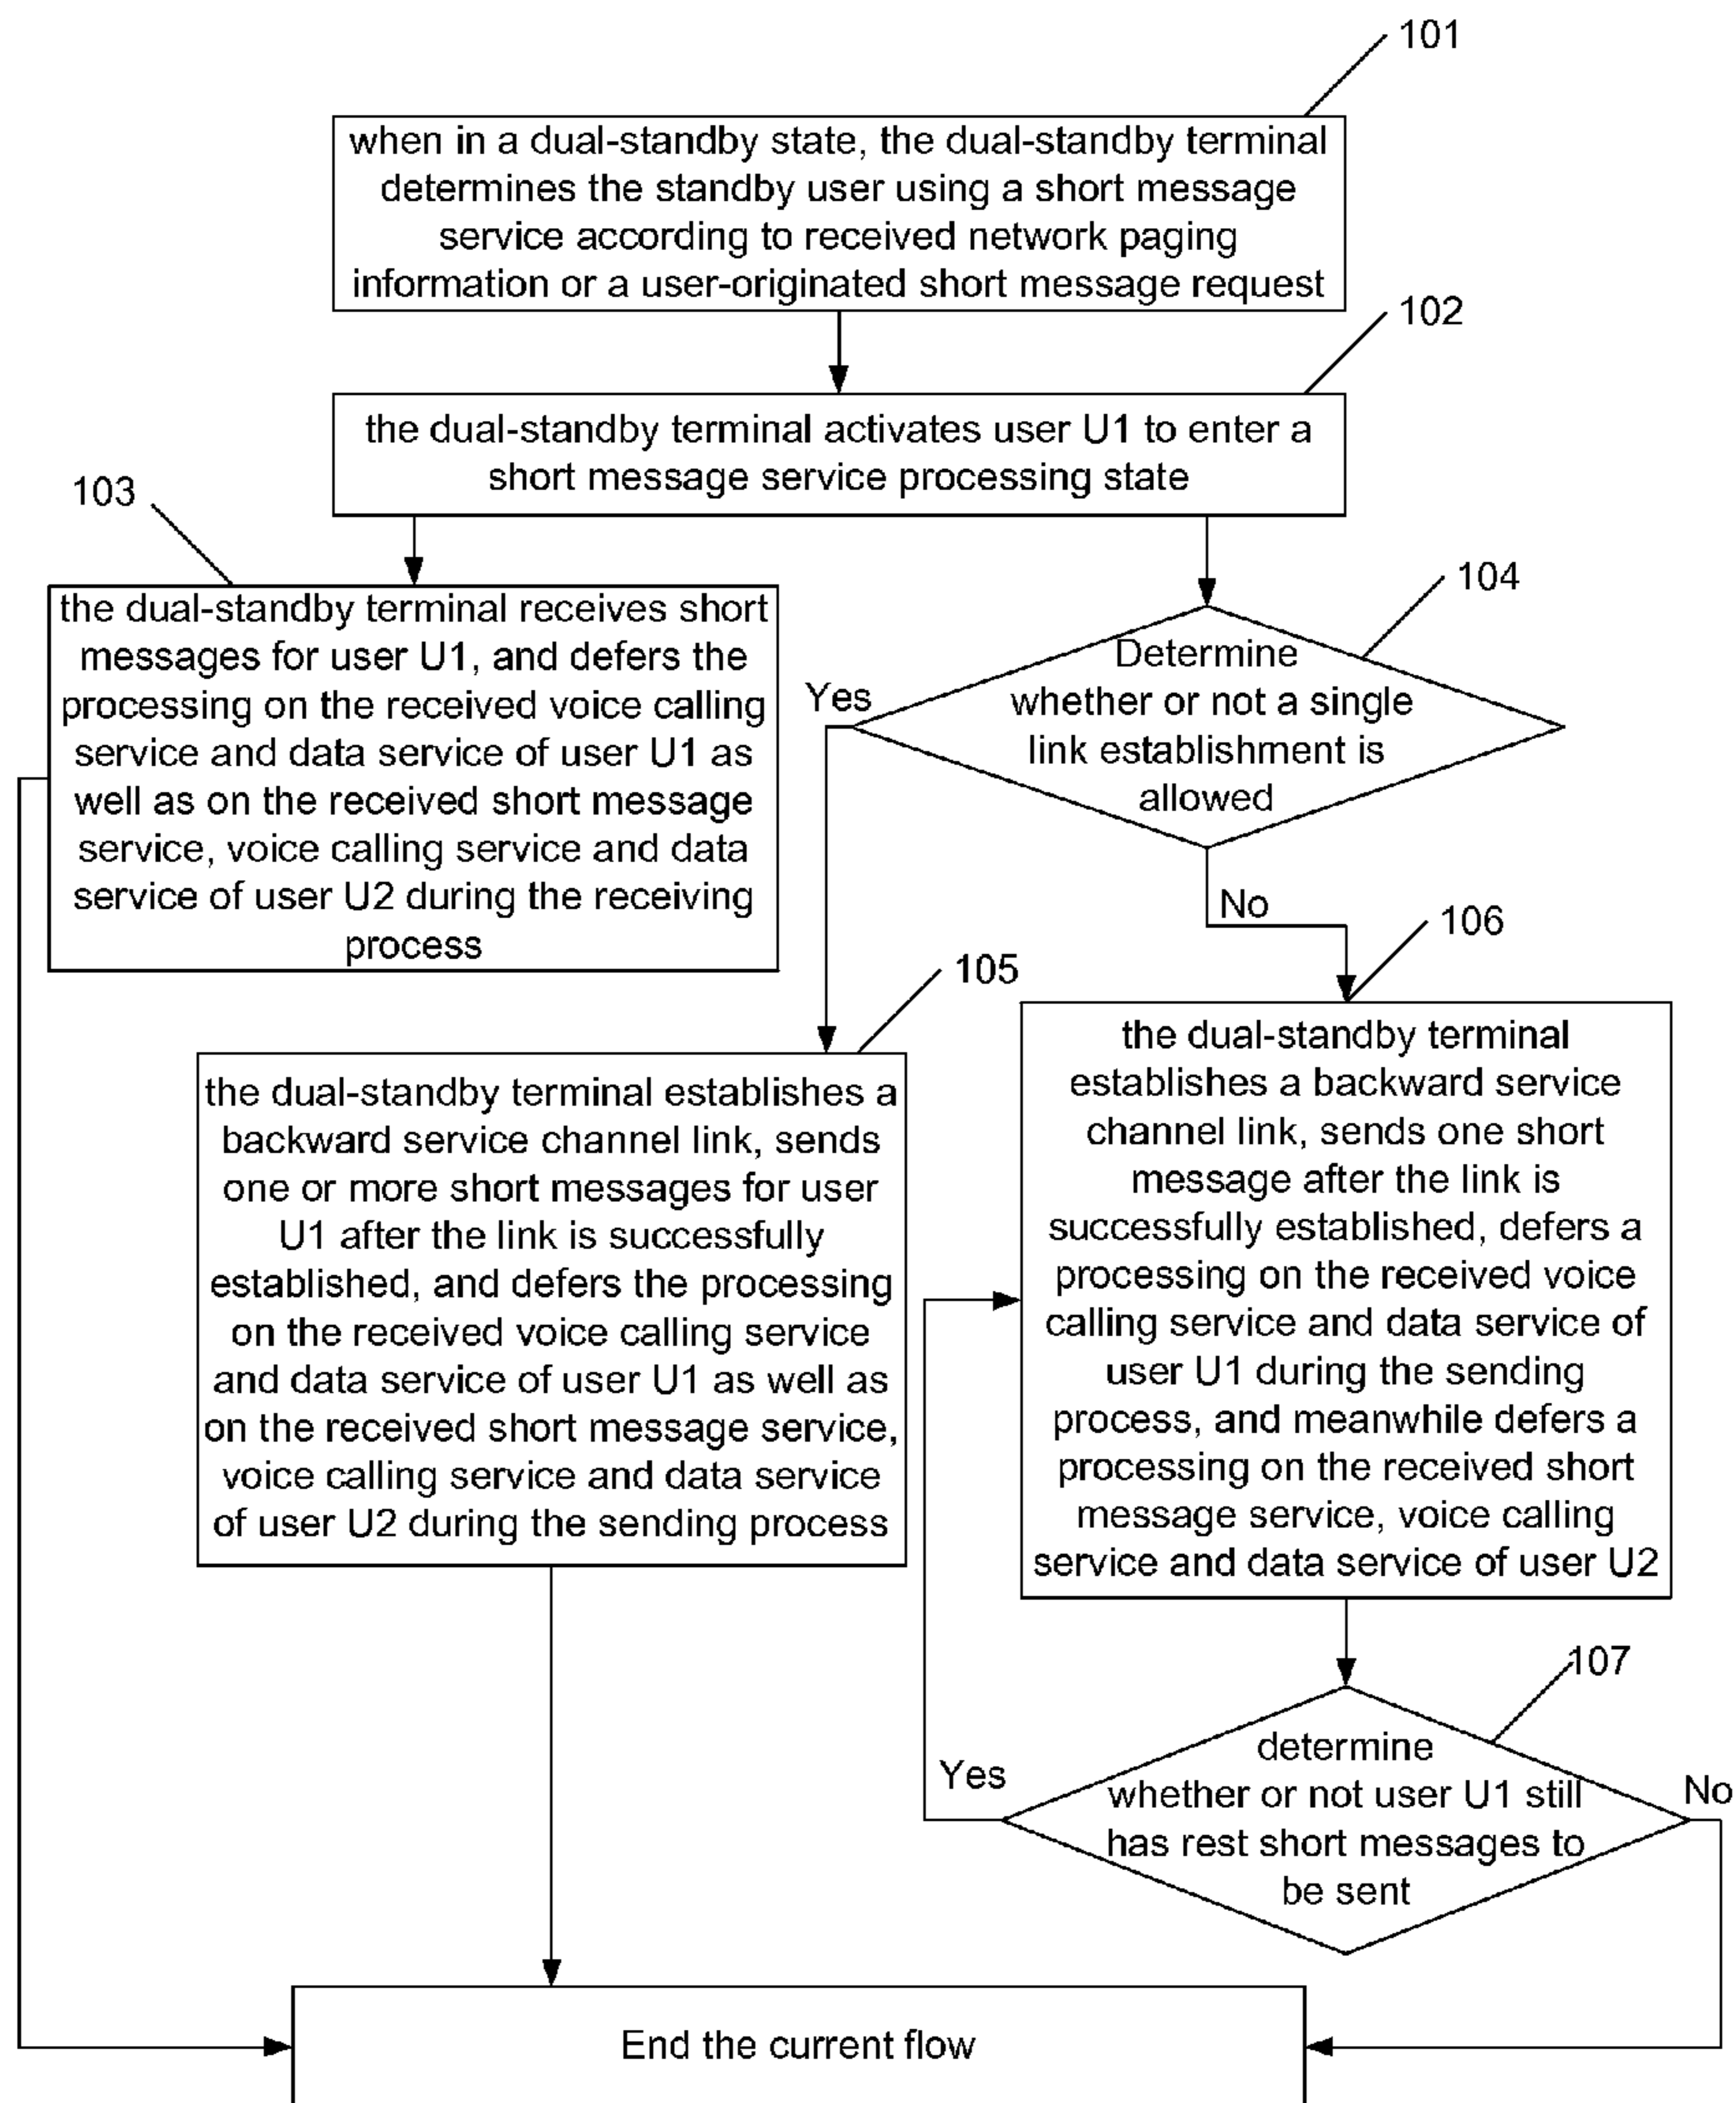 101
when in a dual-standby state, the dual-standby terminal
determines the standby user using a short message
service according to received network paging
information or a user-originated short message request
102
the dual-standby terminal activates user U1 to enter a
short message service processing state
103
the dual-standby terminal receives short
messages for user U1, and defers the
processing on the received voice calling
service and data service of user U1 as
well as on the received short message
service, voice calling service and data
service of user U2 during the receiving
process
104
Determine
whether or not a single
link establishment is
allowed
Yes
No
105
the dual-standby terminal establishes a
backward service channel link, sends
one or more short messages for user
U1 after the link is successfully
established, and defers the processing
on the received voice calling service
and data service of user U1 as well as
on the received short message service,
voice calling service and data service
of user U2 during the sending process
106
the dual-standby terminal
establishes a backward service
channel link, sends one short
message after the link is
successfully established, defers a
processing on the received voice
calling service and data service of
user U1 during the sending
process, and meanwhile defers a
processing on the received short
message service, voice calling
service and data service of user U2
107
determine
whether or not user U1 still
has rest short messages to
be sent
Yes
No
End the current flow